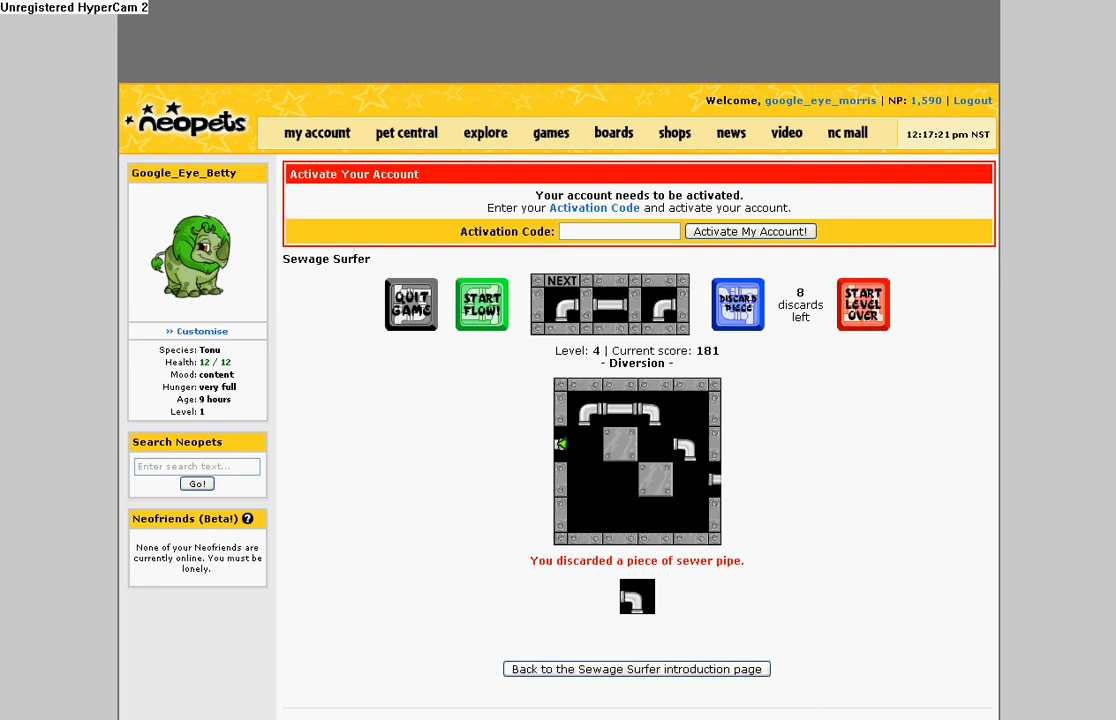 Unregistered HyperCam 2
neopets
Welcome, google_eye_morris | NP: 1,590 | Logout
my account pet central explore games boards shops news video nc mall 12:17:21 pm NST
Google_Eye_Betty
>> Customise
Species: Tonu
Health: 12 / 12
Mood: content
Hunger: very full
Age: 9 hours
Level: 1
Search Neopets
Enter search text...
Go!
Neofriends (Beta!) ?
None of your Neofriends are
currently online. You must be
lonely.
Activate Your Account
Your account needs to be activated.
Enter your Activation Code and activate your account.
Activation Code: Activate My Account!
Sewage Surfer
QUIT
GAME
START
FLOW!
NEXT
DISCARD
PIECE
8
discards
left
START
LEVEL
OVER
Level: 4 | Current score: 181
- Diversion -
You discarded a piece of sewer pipe.
Back to the Sewage Surfer introduction page